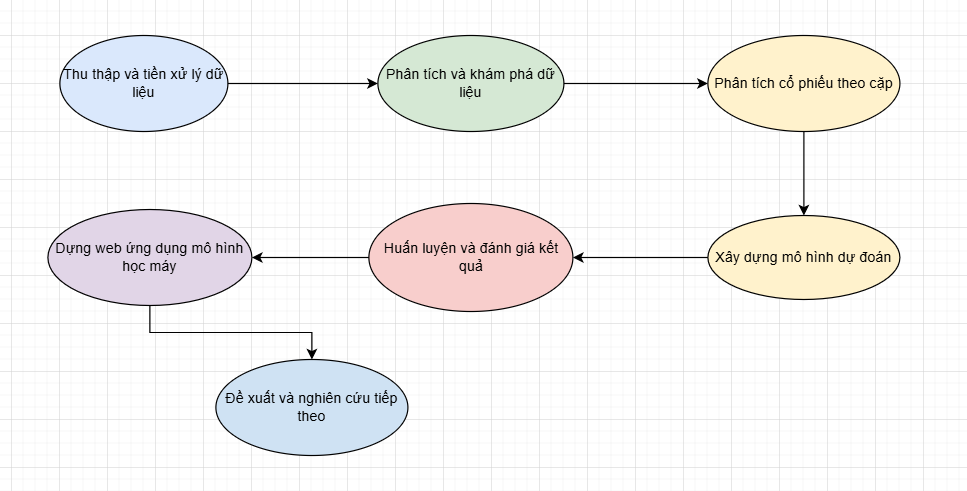 Thu thập và tiền xử lý dữ
liệu
Phân tích và khám phá dữ
liệu
Phân tích cổ phiếu theo cặp
Xây dựng mô hình dự đoán
Huấn luyện và đánh giá kết
quả
Dựng web ứng dụng mô hình
học máy
Đề xuất và nghiên cứu tiếp
theo